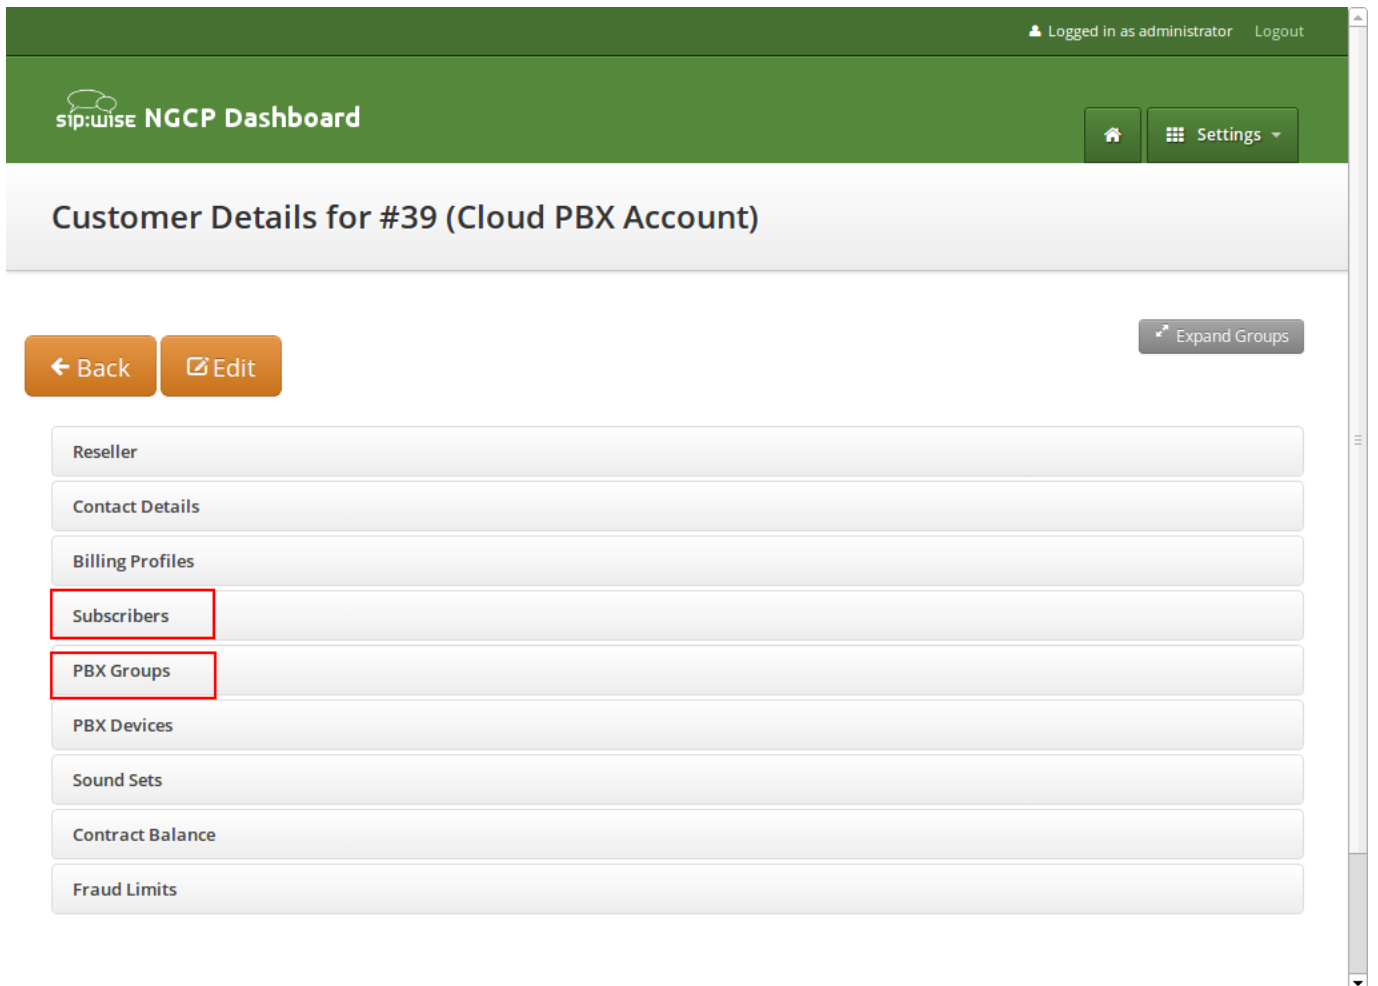 Logged in as administrator Logout
sip:wise NGCP Dashboard
Settings
Customer Details for #39 (Cloud PBX Account)
Expand Groups
Back Edit
Reseller
Contact Details
Billing Profiles
Subscribers
PBX Groups
PBX Devices
Sound Sets
Contract Balance
Fraud Limits